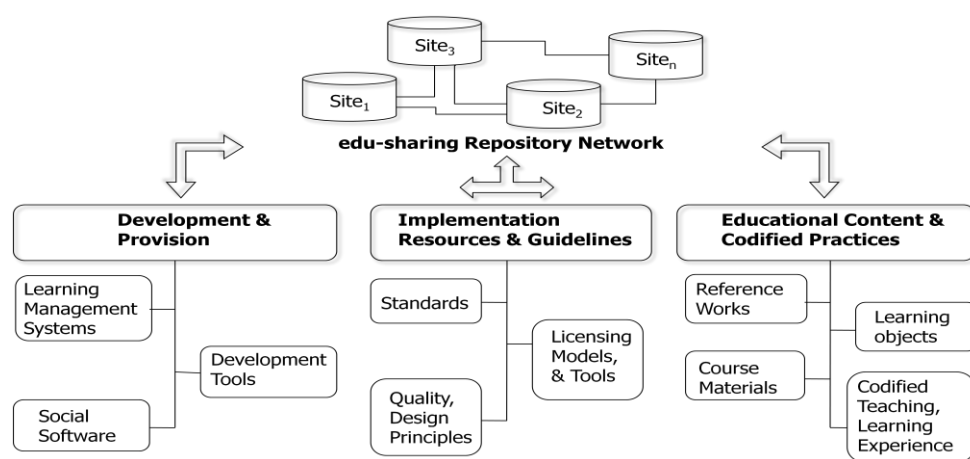 Site3
Siten
Site1
Site2
edu-sharing Repository Network
Development &
Provision
Implementation
Resources & Guidelines
Educational Content &
Codified Practices
Learning
Management
Systems
Development
Tools
Social
Software
Standards
Licensing
Models,
& Tools
Quality,
Design
Principles
Reference
Works
Learning
objects
Course
Materials
Codified
Teaching,
Learning
Experience